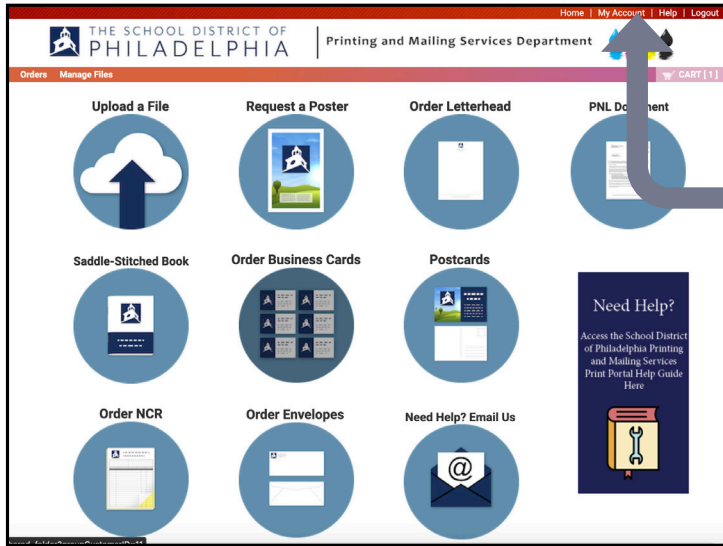 Home | My Account | Help | Logout
THE SCHOOL DISTRICT OF
PHILADELPHIA
Printing and Mailing Services Department
Orders Manage Files
CART [ 1 ]
Upload a File
Request a Poster
Order Letterhead
PNL
Saddle-Stitched Book
Order Business Cards
Postcards
Need Help?
Access the School District
of Philadelphia Printing
and Mailing Services
Print Portal Help Guide
Here
Order NCR
Order Envelopes
Need Help? Email Us
@